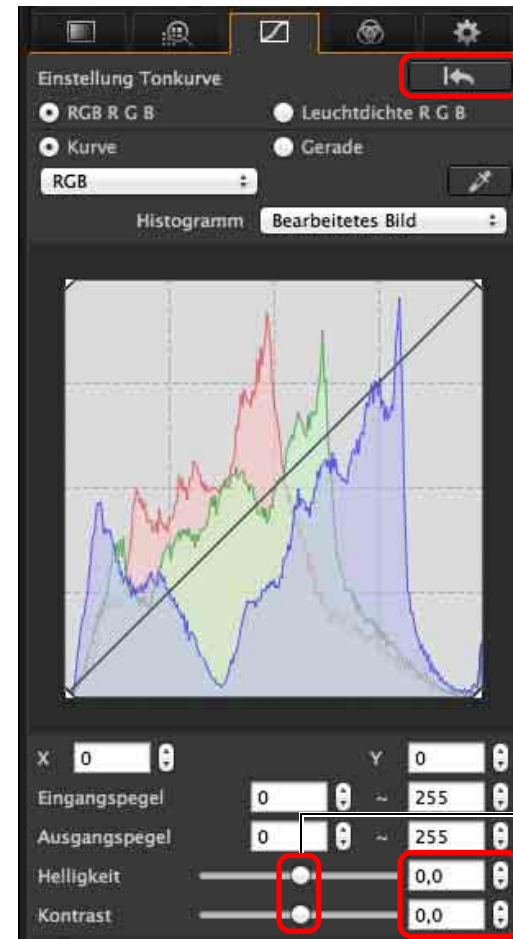 Einstellung Tonkurve
RGB R G B Leuchtdichte R G B
Kurve Gerade
RGB
Histogramm Bearbeitetes Bild
X 0 Y 0
Eingangspegel 0 ~ 255
Ausgangspegel 0 ~ 255
Helligkeit 0,0
Kontrast 0,0